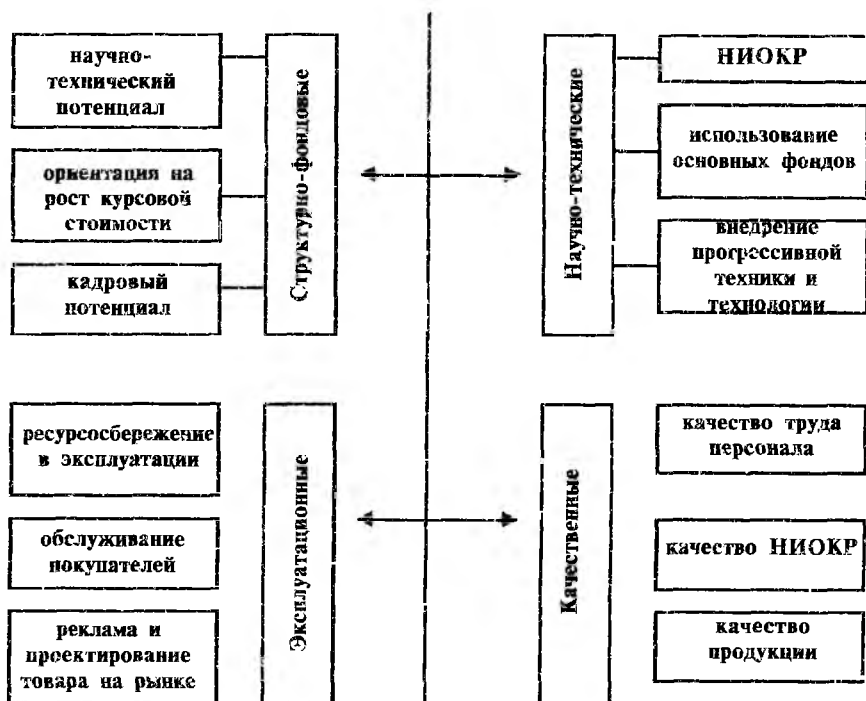 научно-
технический
потенциал
ориентация на
рост курсовой
стоимости
кадровый
потенциал
Структурно-фондовые
Научно-технические
НИОКР
использование
основных фондов
внедрение
прогрессивной
техники и
технологии
ресурсосбережение
в эксплуатации
обслуживание
покупателей
реклама и
проектирование
товара на рынке
Эксплуатационные
Качественные
качество труда
персонала
качество НИОКР
качество
продукции